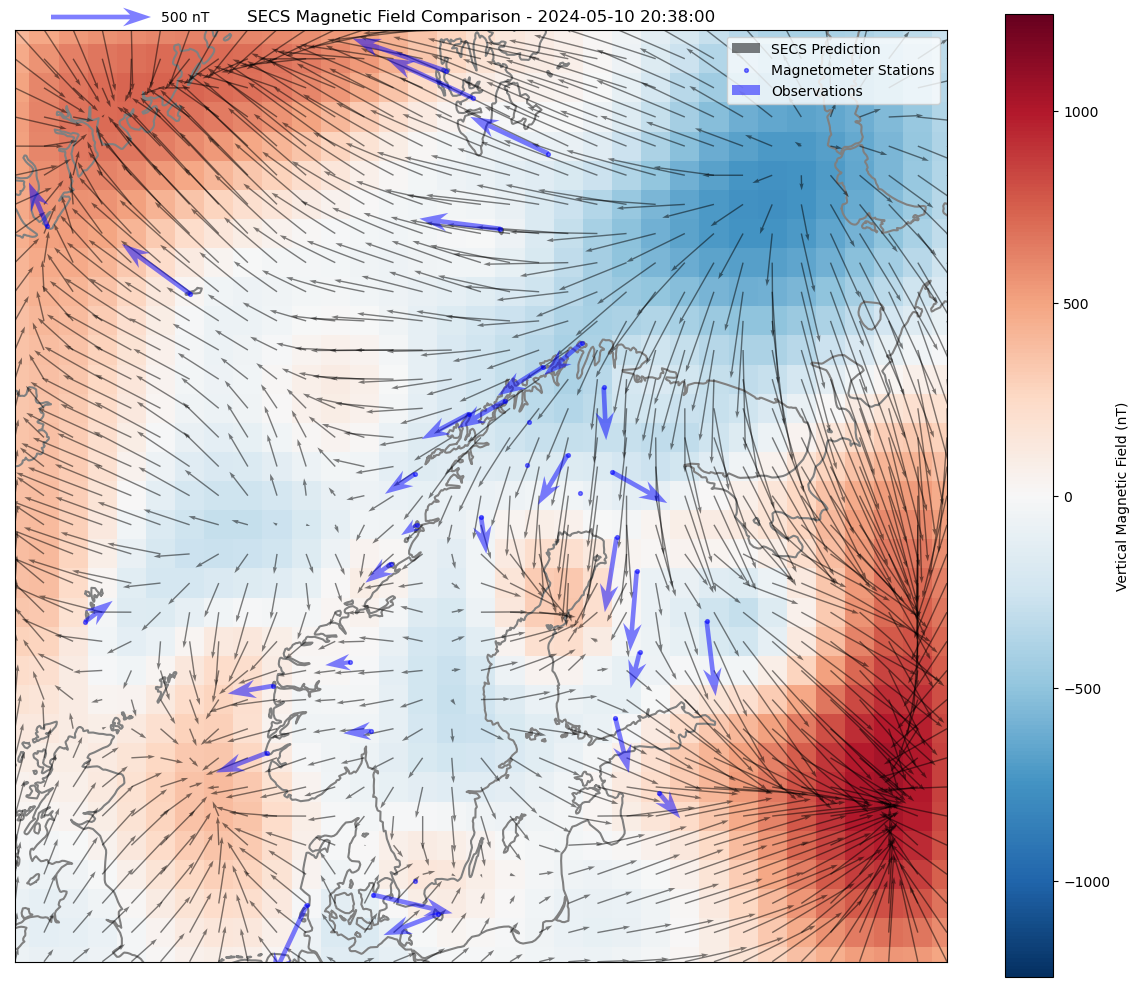 500 nT
SECS Magnetic Field Comparison - 2024-05-10 20:38:00
SECS Prediction
Magnetometer Stations
Observations
1000
500
0
−500
−1000
Vertical Magnetic Field (nT)